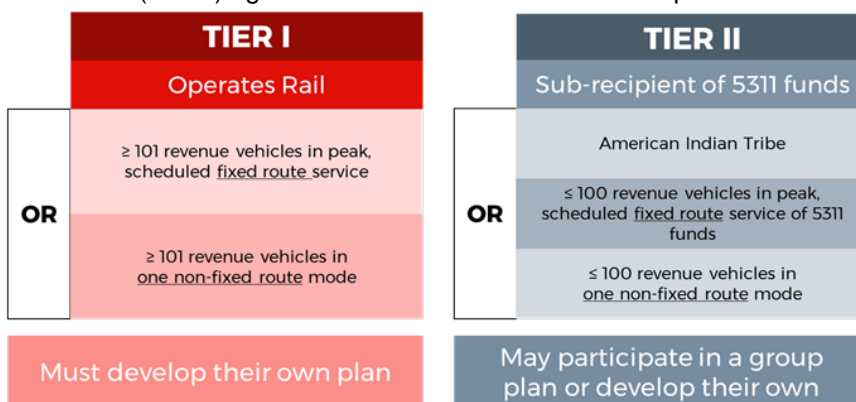 TIER I
Operates Rail
OR
≥ 101 revenue vehicles in peak,
scheduled fixed route service
≥ 101 revenue vehicles in
one non-fixed route mode
Must develop their own plan
TIER II
Sub-recipient of 5311 funds
OR
American Indian Tribe
≤ 100 revenue vehicles in peak,
scheduled fixed route service of 5311
funds
≤ 100 revenue vehicles in
one non-fixed route mode
May participate in a group
plan or develop their own